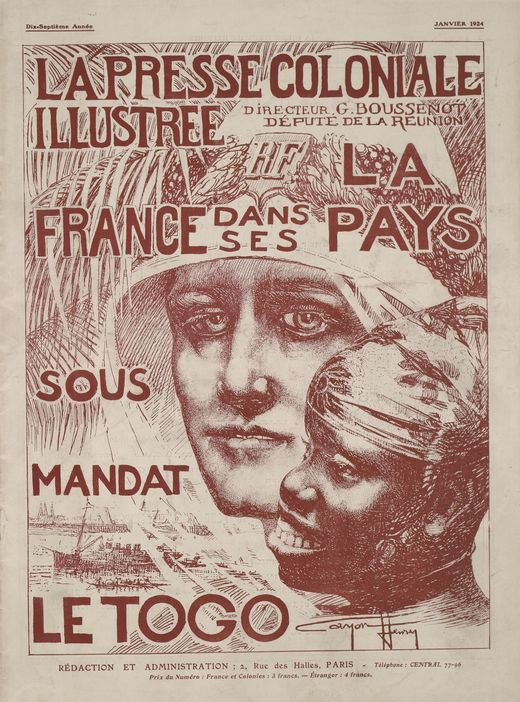 Dix-Septième Année
JANVIER 1924
LA PRESSE COLONIALE
ILLUSTRÉE
DIRECTEUR. G. BOUSSENOT
DÉPUTÉ DE LA RÉUNION
RF
LA
FRANCE DANS SES PAYS
SOUS
MANDAT
LE TOGO
Cayon Henry
RÉDACTION ET ADMINISTRATION : 2, Rue des Halles, PARIS - Téléphone : CENTRAL 77-96
Prix du Numéro : France et Colonies : 3 francs. — Étranger : 4 francs.